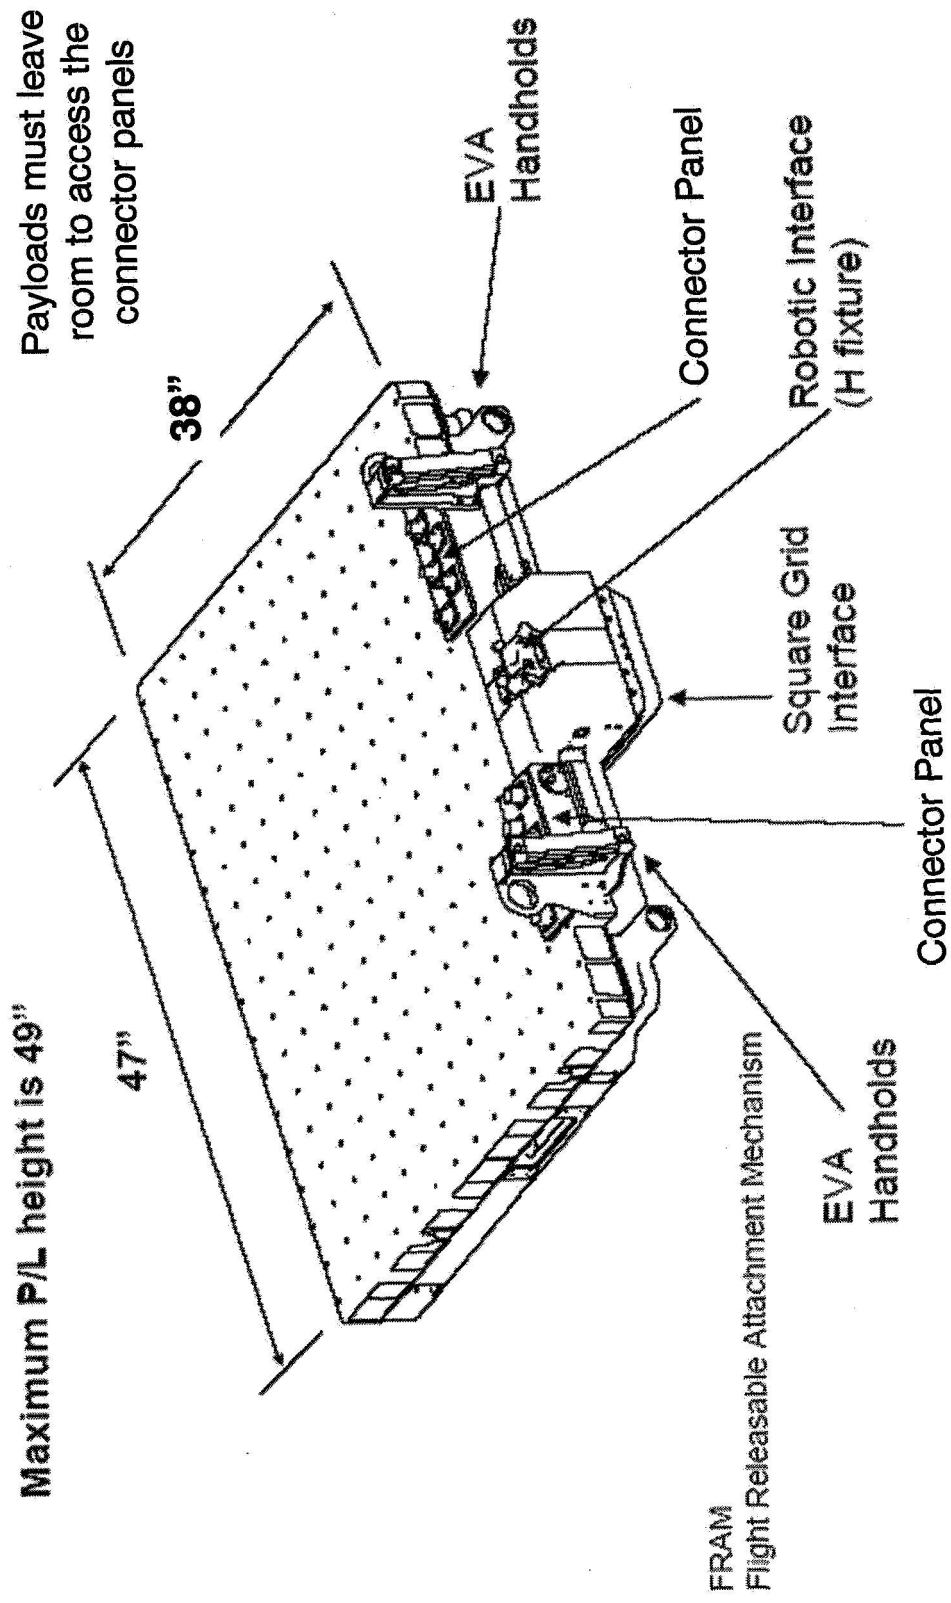 Maximum P/L height is 49”
Payloads must leave
room to access the
connector panels
47”
38”
EVA
Handholds
Connector Panel
Robotic Interface
(H fixture)
Square Grid
Interface
Connector Panel
EVA
Handholds
FRAM
Flight Releasable Attachment Mechanism